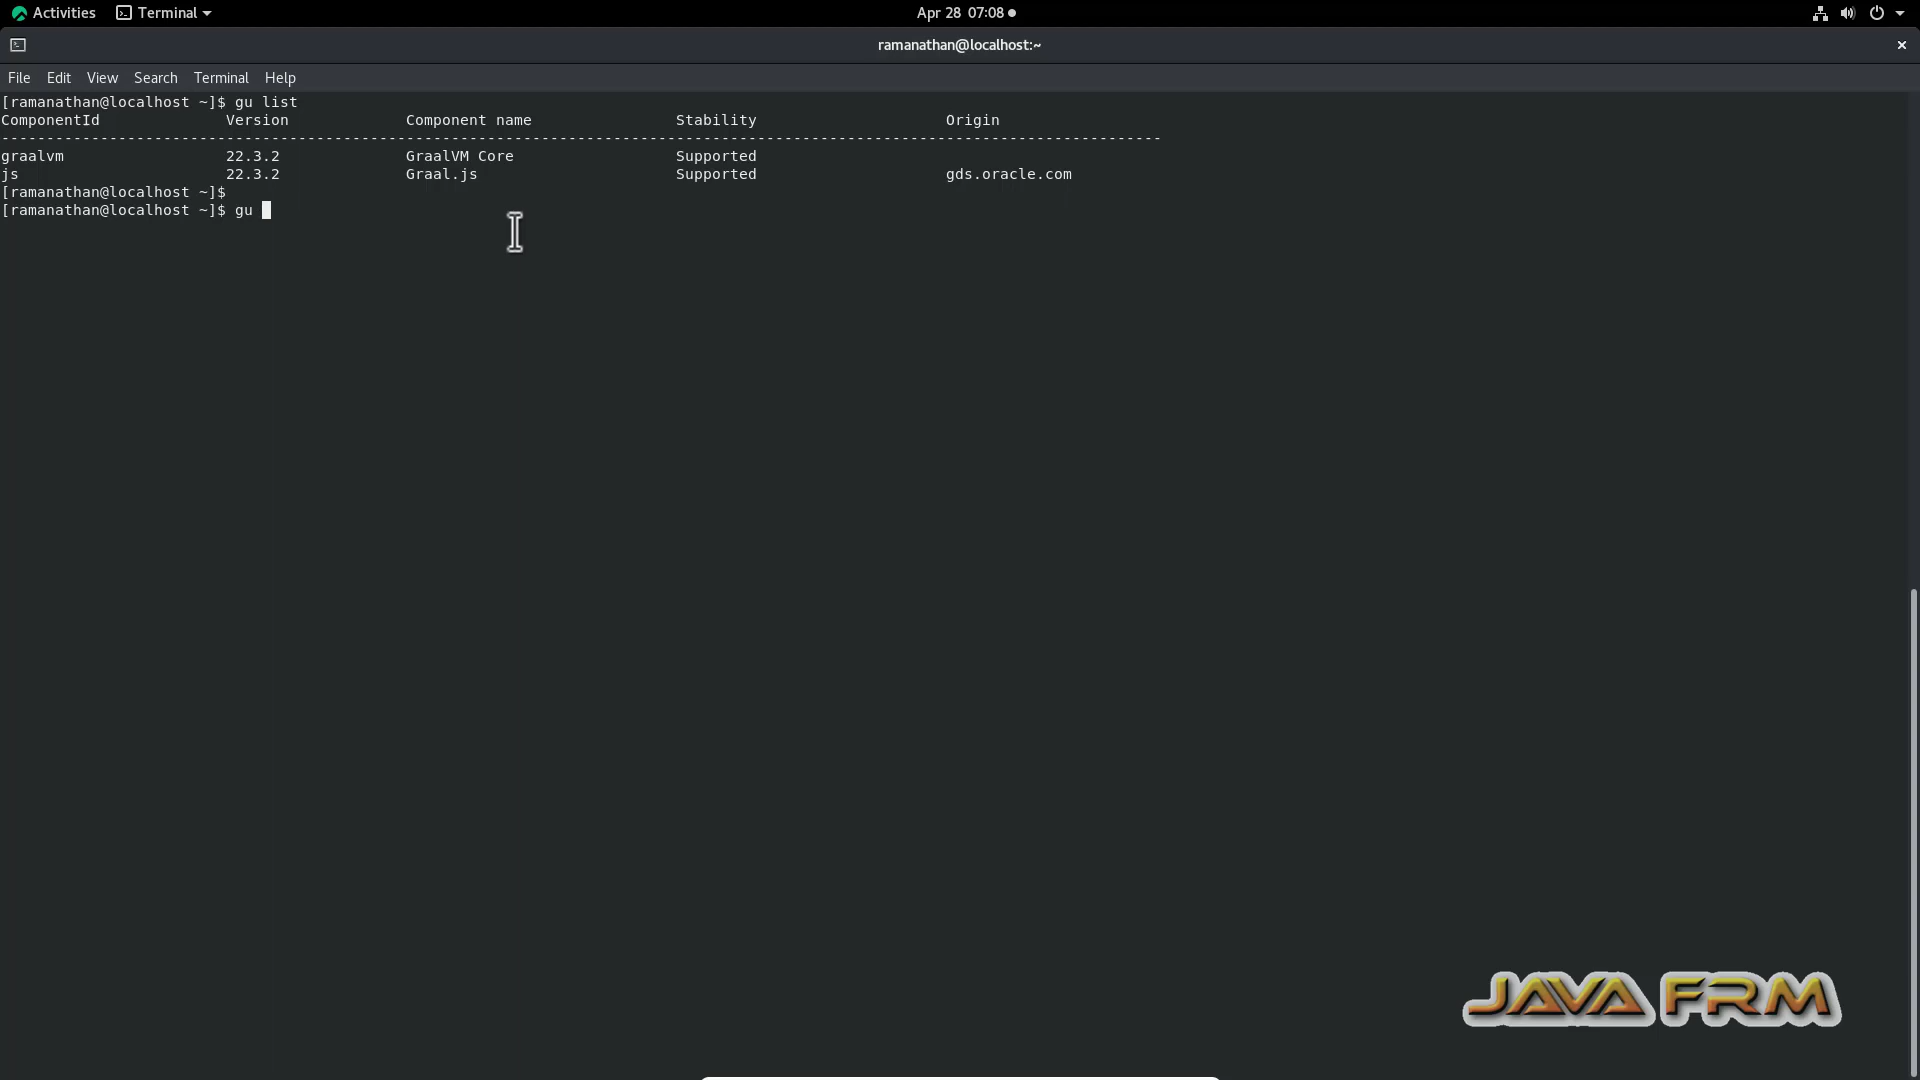 Activities Terminal Apr 28 07:08
ramanathan@localhost:~
File Edit View Search Terminal Help
[ramanathan@localhost ~]$ gu list
ComponentId Version Component name Stability Origin
---------------------------------------------------------------------------------------------------------------------------------
graalvm 22.3.2 GraalVM Core Supported
js 22.3.2 Graal.js Supported gds.oracle.com
[ramanathan@localhost ~]$
[ramanathan@localhost ~]$ gu
JAVA FRM